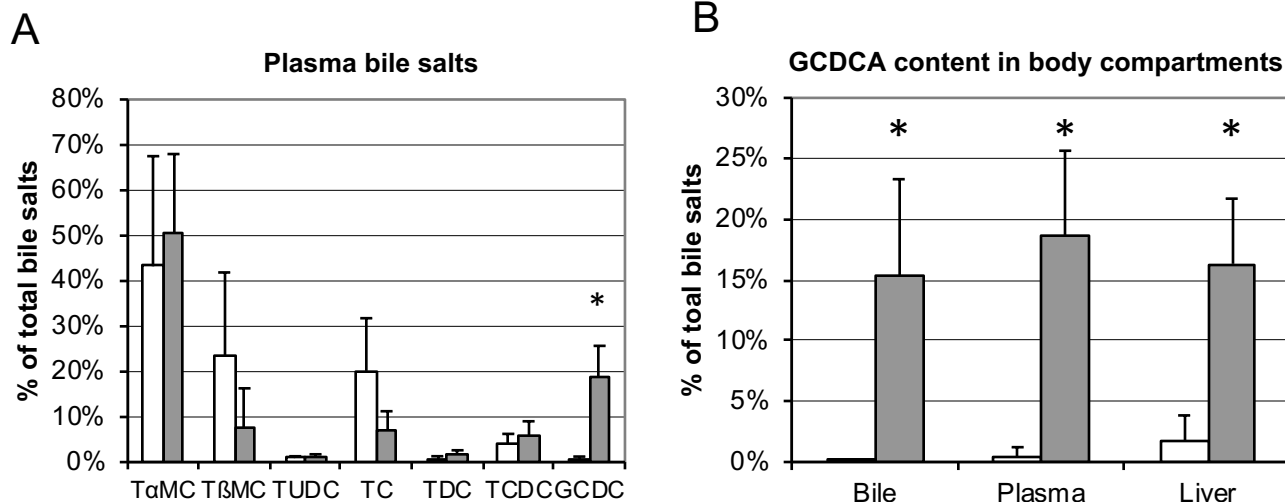 A
Plasma bile salts
% of total bile salts
80%
70%
60%
50%
40%
30%
20%
10%
0%
*
TαMC TßMC TUDC TC TDC TCDC GCDC
B
GCDCA content in body compartments
% of toal bile salts
30%
25%
20%
15%
10%
5%
0%
* * *
Bile Plasma Liver